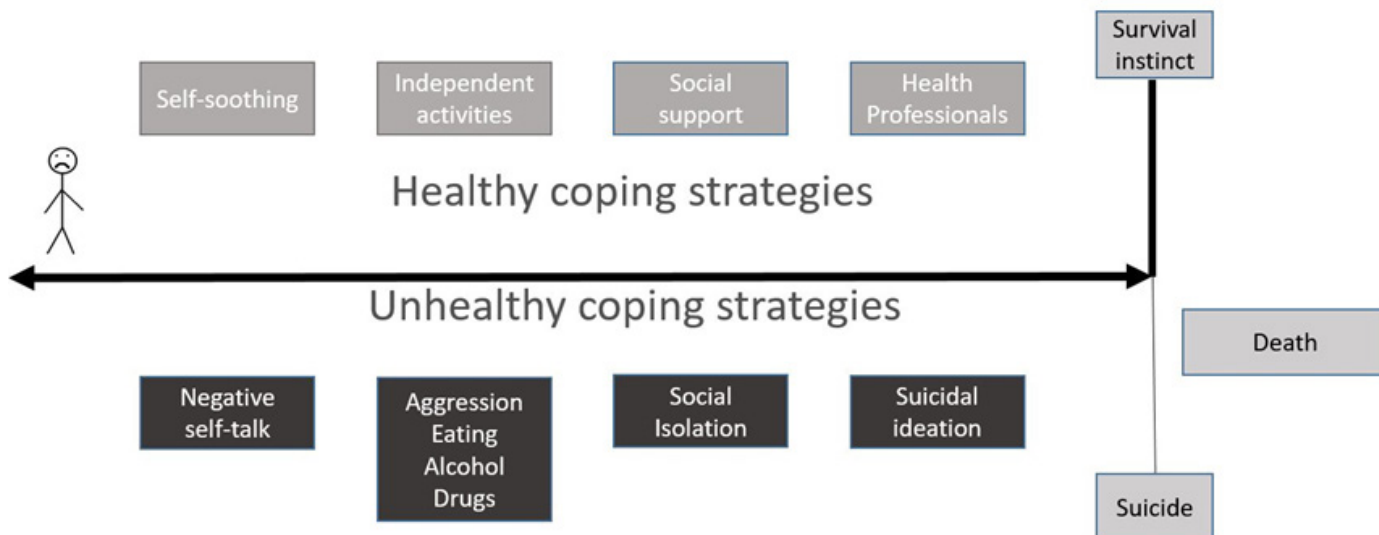 Survival
instinct
Self-soothing
Independent
activities
Social
support
Health
Professionals
Healthy coping strategies
Unhealthy coping strategies
Death
Negative
self-talk
Aggression
Eating
Alcohol
Drugs
Social
Isolation
Suicidal
ideation
Suicide